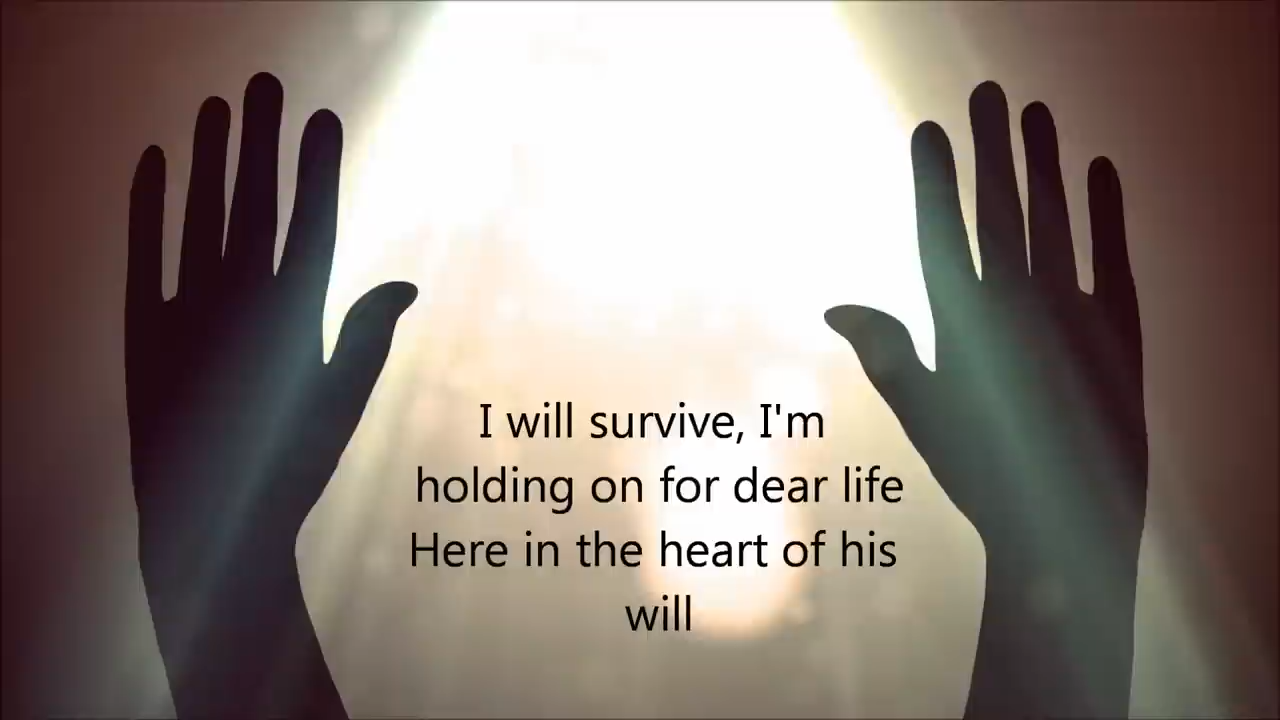 I will survive, I'm
holding on for dear life
Here in the heart of his
will